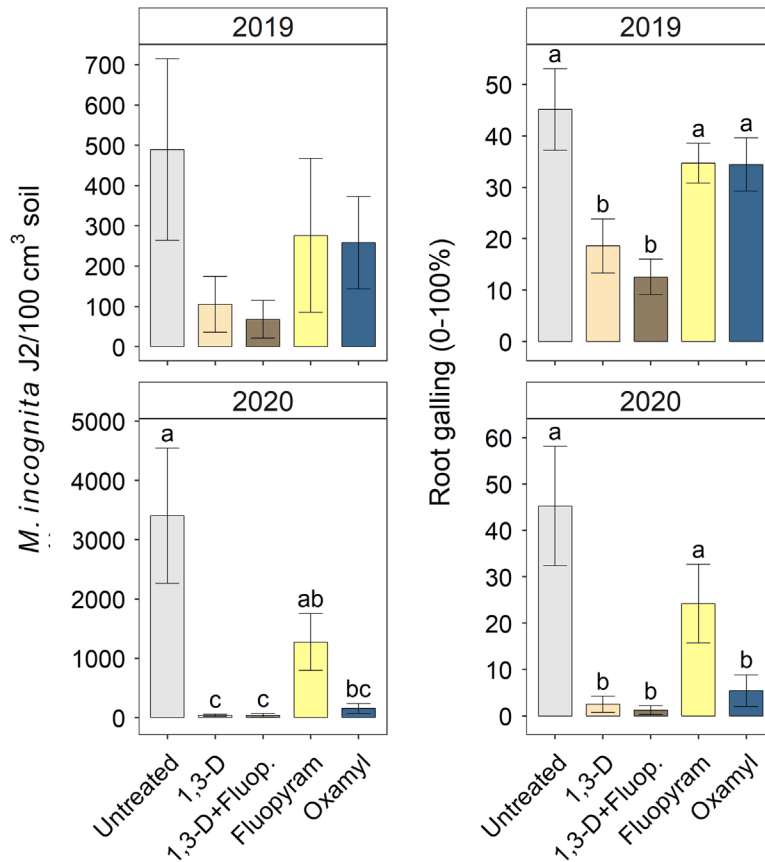 2019
M. incognita J2/100 cm³ soil
700
600
500
400
300
200
100
0
2019
Root galling (0-100%)
50
40
30
20
10
0
a
b
b
a
a
2020
5000
4000
3000
2000
1000
0
a
c
c
ab
bc
Untreated
1,3-D
1,3-D+Fluop.
Fluopyram
Oxamyl
2020
60
50
40
30
20
10
0
a
b
b
a
b
Untreated
1,3-D
1,3-D+Fluop.
Fluopyram
Oxamyl